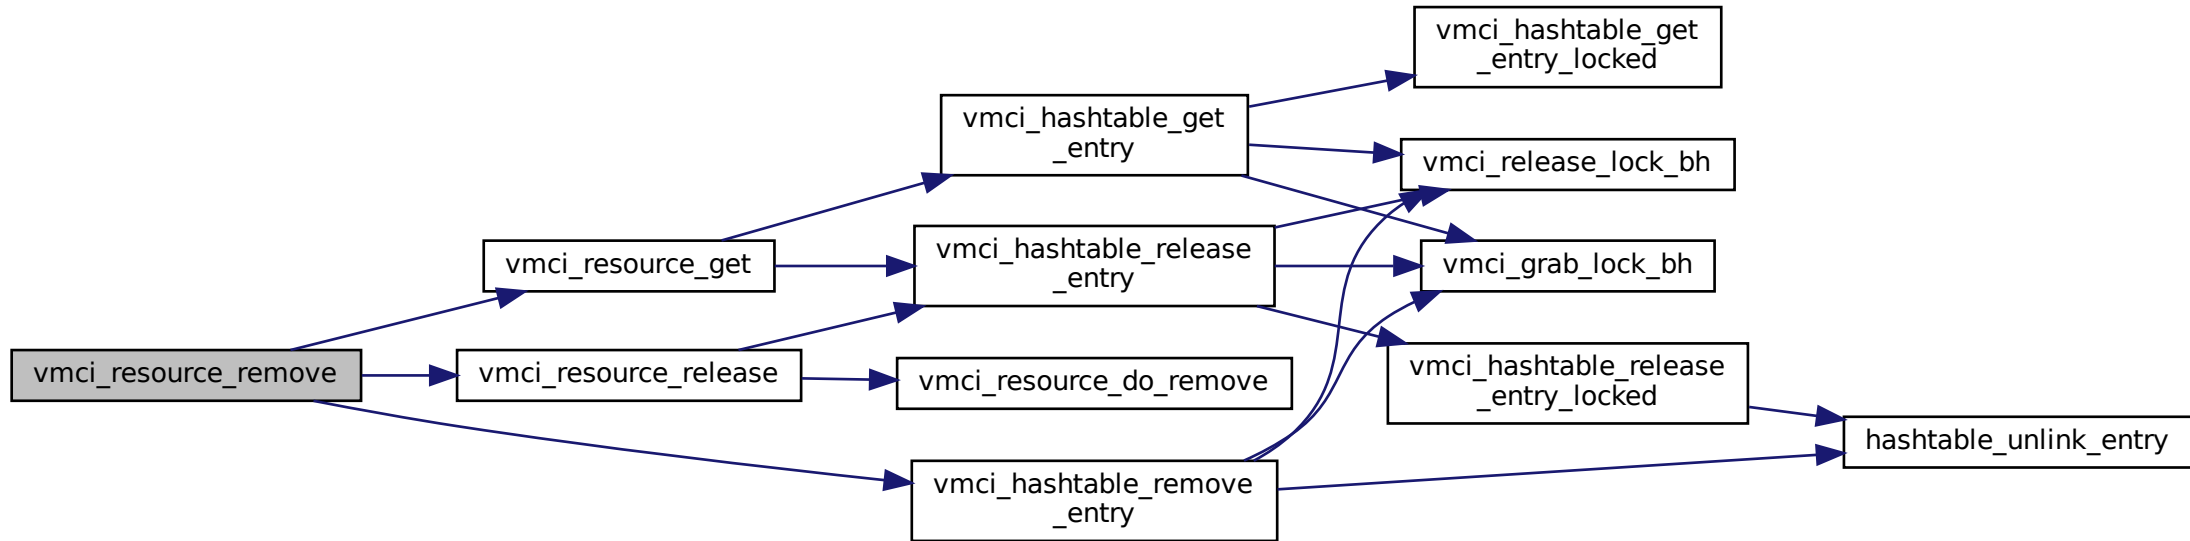 vmci_resource_remove
vmci_resource_get
vmci_resource_release
vmci_hashtable_get
_entry
vmci_hashtable_release
_entry
vmci_resource_do_remove
vmci_hashtable_remove
_entry
vmci_hashtable_get
_entry_locked
vmci_release_lock_bh
vmci_grab_lock_bh
vmci_hashtable_release
_entry_locked
hashtable_unlink_entry